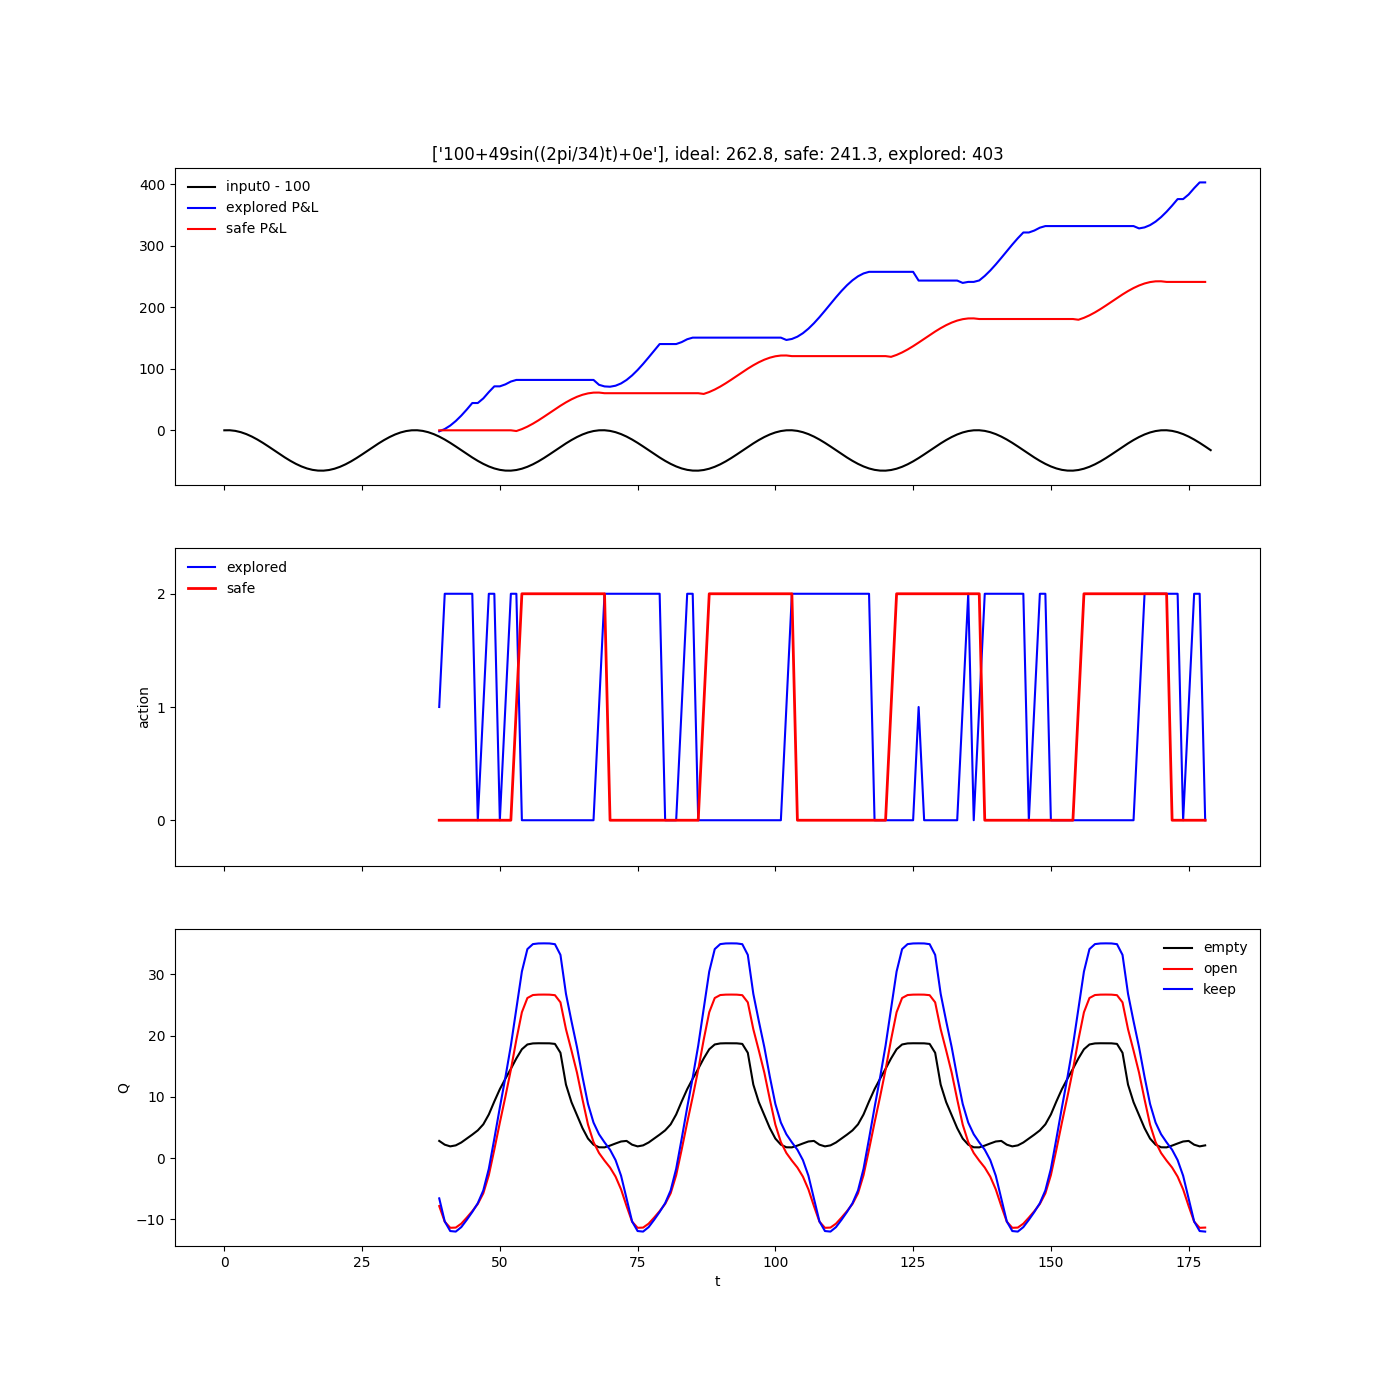 ['100+49sin((2pi/34)t)+0e'], ideal: 262.8, safe: 241.3, explored: 403
input0 - 100
explored P&L
safe P&L
400
300
200
100
0
explored
safe
2
1
0
action
empty
open
keep
30
20
10
0
−10
Q
0 25 50 75 100 125 150 175
t